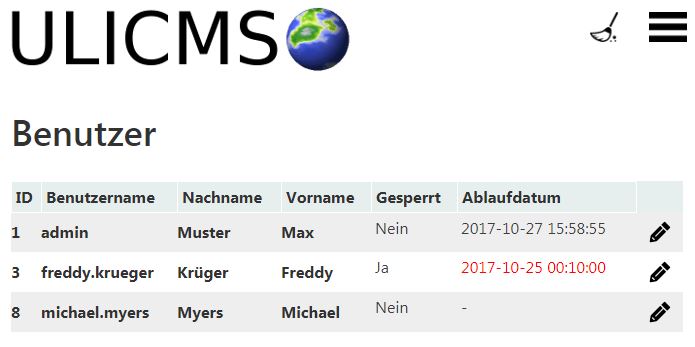 ULICMS
Benutzer
ID Benutzername Nachname Vorname Gesperrt Ablaufdatum
1 admin Muster Max Nein 2017-10-27 15:58:55
3 freddy.krueger Krüger Freddy Ja 2017-10-25 00:10:00
8 michael.myers Myers Michael Nein -